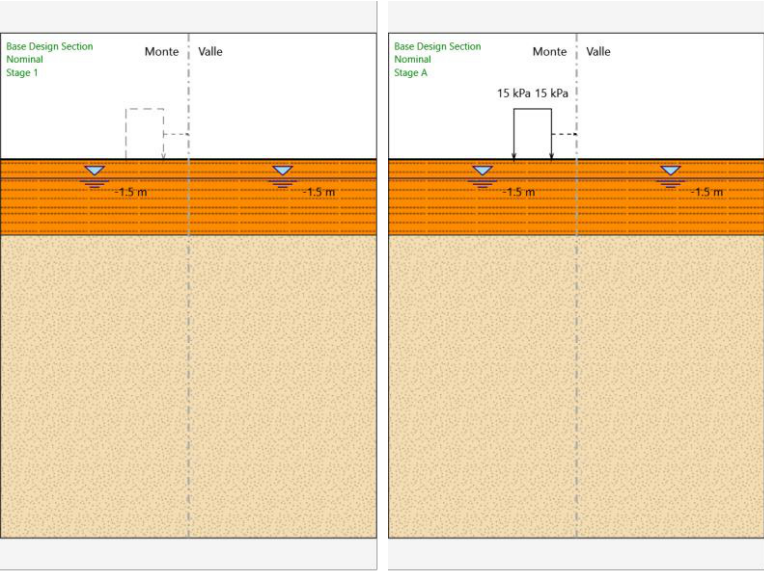 Base Design Section
Nominal
Stage 1
Monte Valle
-1.5 m -1.5 m
Base Design Section
Nominal
Stage A
Monte Valle
15 kPa 15 kPa
-1.5 m -1.5 m